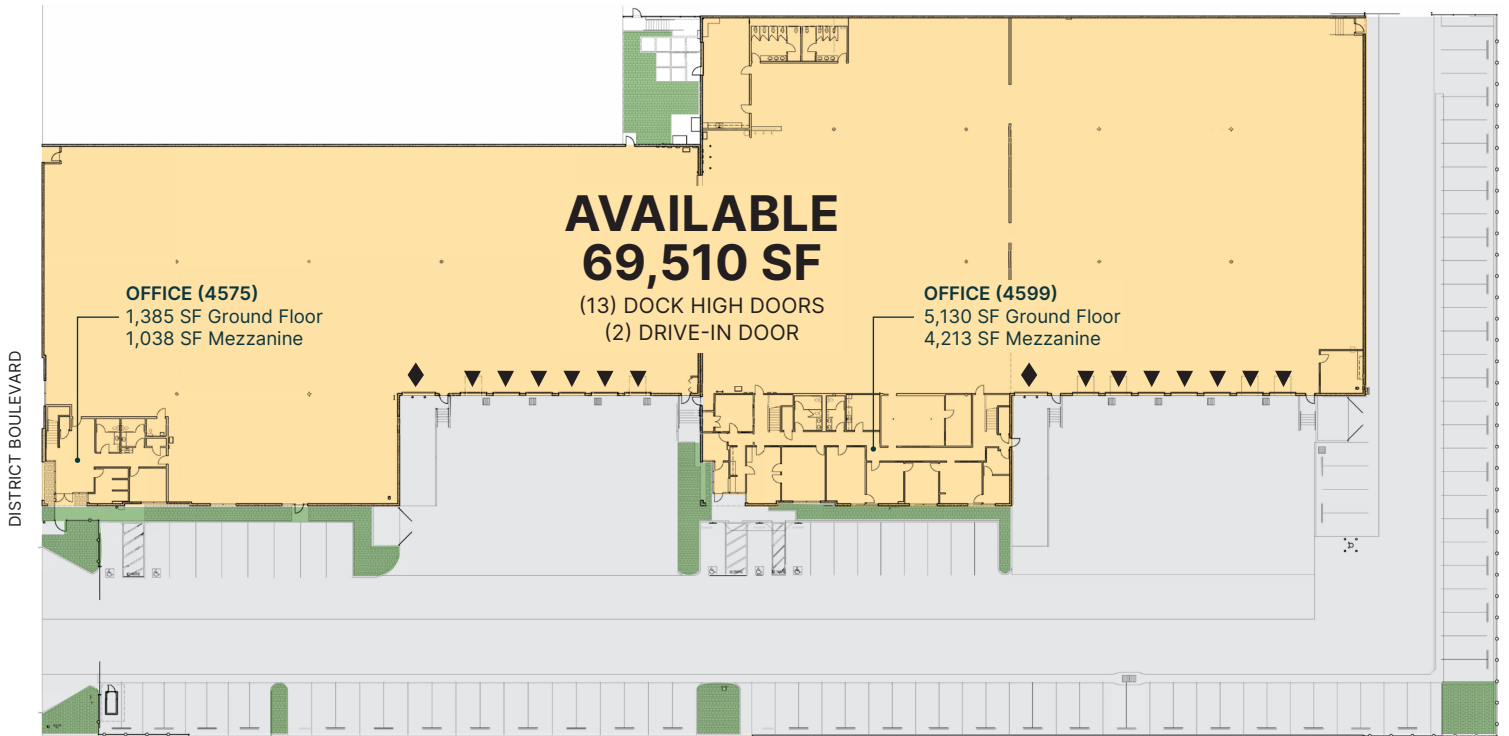 AVAILABLE
69,510 SF
(13) DOCK HIGH DOORS
(2) DRIVE-IN DOOR
OFFICE (4575)
1,385 SF Ground Floor
1,038 SF Mezzanine
OFFICE (4599)
5,130 SF Ground Floor
4,213 SF Mezzanine
DISTRICT BOULEVARD